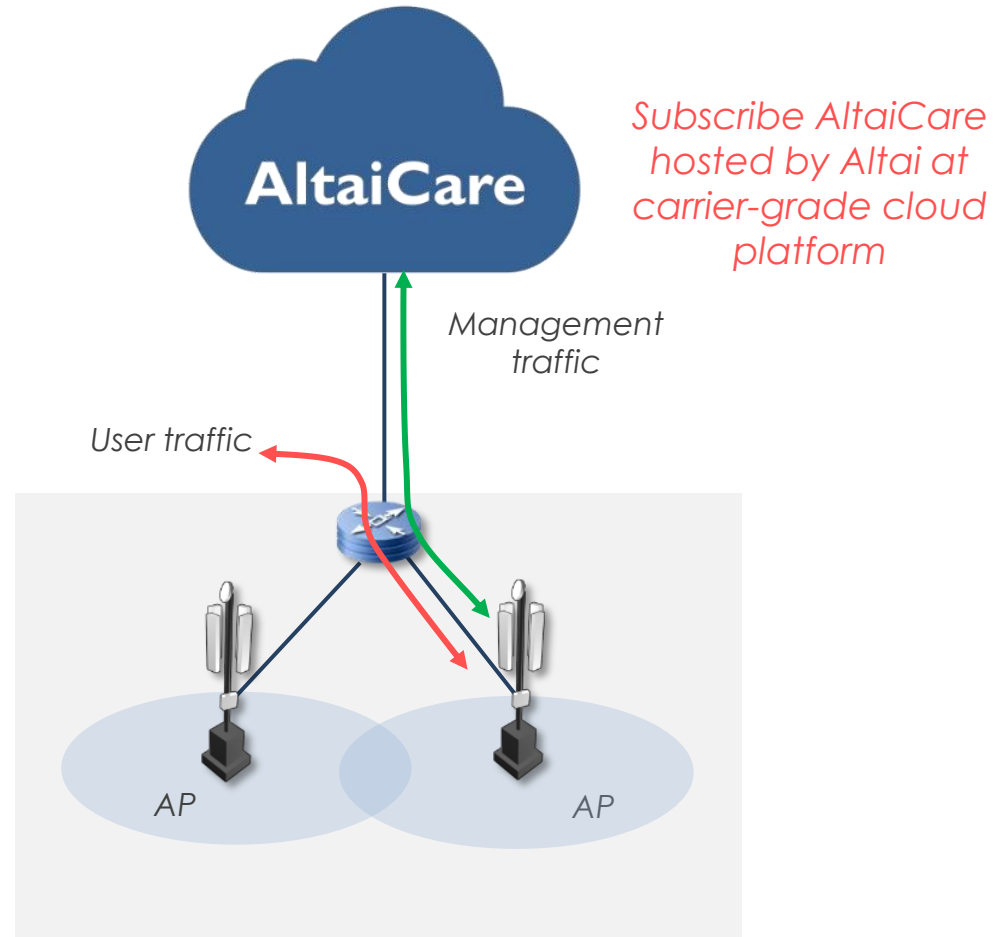 AltaiCare
Subscribe AltaiCare
hosted by Altai at
carrier-grade cloud
platform
Management
traffic
User traffic
AP
AP